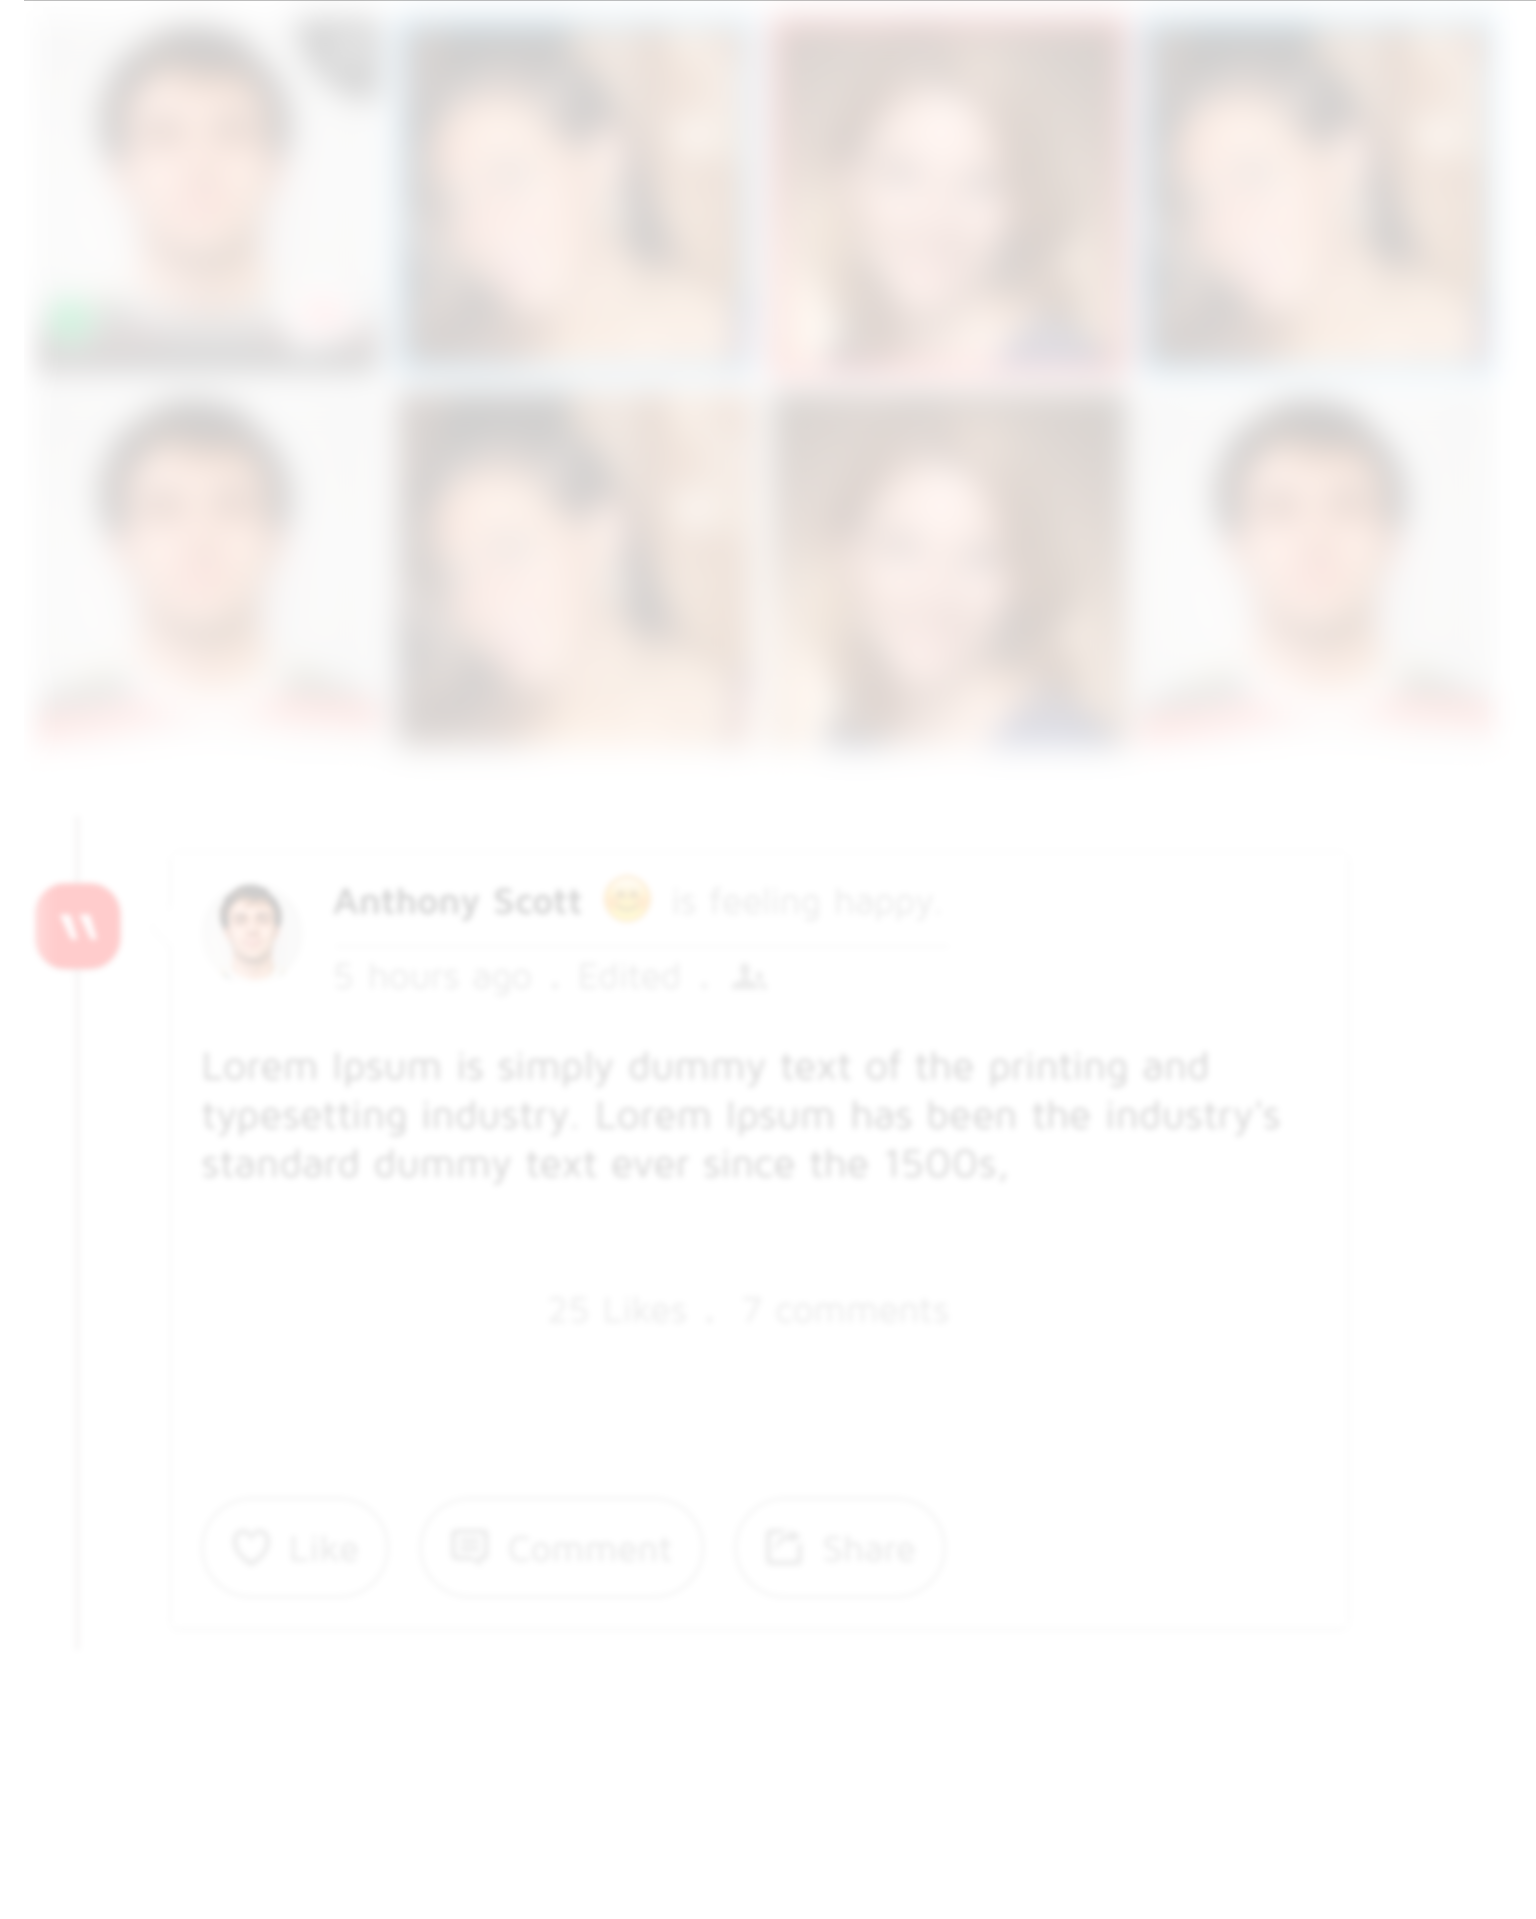 Anthony Scott 😊 is feeling happy.
5 hours ago . Edited .
Lorem Ipsum is simply dummy text of the printing and
typesetting industry. Lorem Ipsum has been the industry's
standard dummy text ever since the 1500s,
25 Likes . 7 comments
Like Comment Share